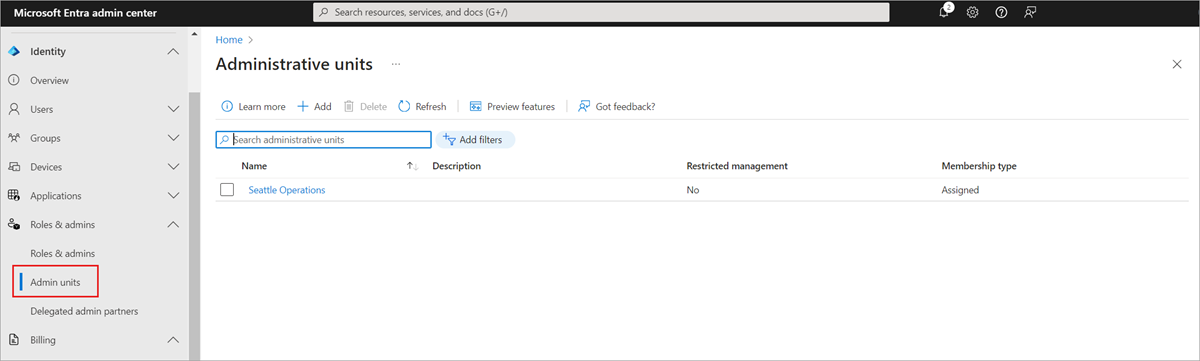 Microsoft Entra admin center
Search resources, services, and docs (G+/)
2
Identity
Overview
Users
Groups
Devices
Applications
Roles & admins
Roles & admins
Admin units
Delegated admin partners
Billing
Home
Administrative units
Learn more Add Delete Refresh Preview features Got feedback?
Search administrative units Add filters
Name Description Restricted management Membership type
Seattle Operations No Assigned